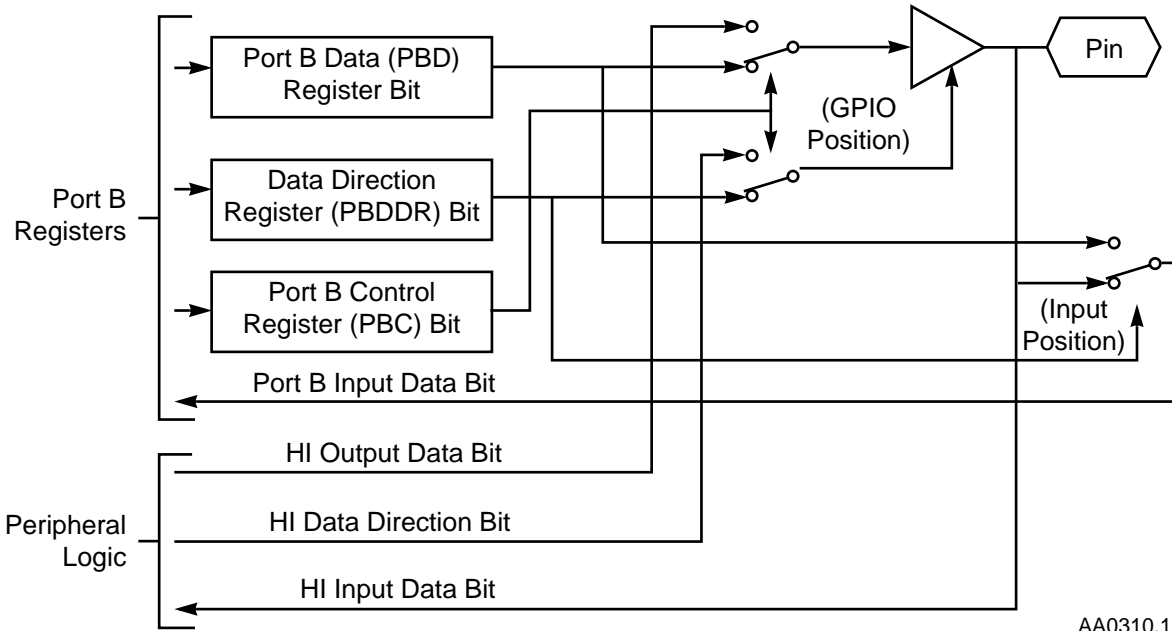 Port B Data (PBD)
Register Bit
Pin
(GPIO
Position)
Data Direction
Register (PBDDR) Bit
Port B
Registers
Port B Control
Register (PBC) Bit
(Input
Position)
Port B Input Data Bit
HI Output Data Bit
Peripheral
Logic
HI Data Direction Bit
HI Input Data Bit
AA0310.1